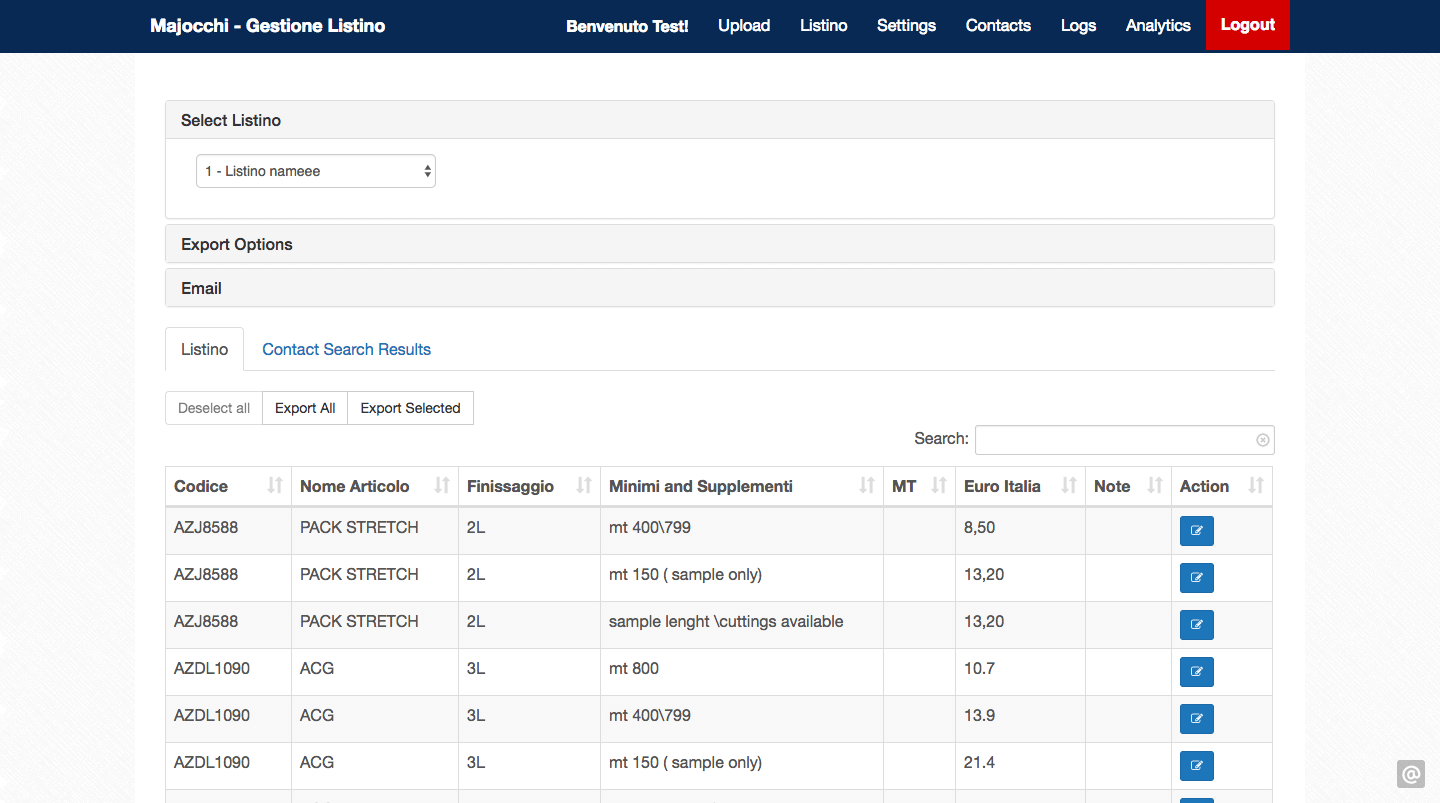 Majocchi - Gestione Listino Benvenuto Test! Upload Listino Settings Contacts Logs Analytics Logout
Select Listino
1 - Listino nameee
Export Options
Email
Listino Contact Search Results
Deselect all Export All Export Selected
Search:
Codice Nome Articolo Finissaggio Minimi and Supplementi MT Euro Italia Note Action
AZJ8588 PACK STRETCH 2L mt 400\799 8,50
AZJ8588 PACK STRETCH 2L mt 150 ( sample only) 13,20
AZJ8588 PACK STRETCH 2L sample lenght \cuttings available 13,20
AZDL1090 ACG 3L mt 800 10.7
AZDL1090 ACG 3L mt 400\799 13.9
AZDL1090 ACG 3L mt 150 ( sample only) 21.4
@